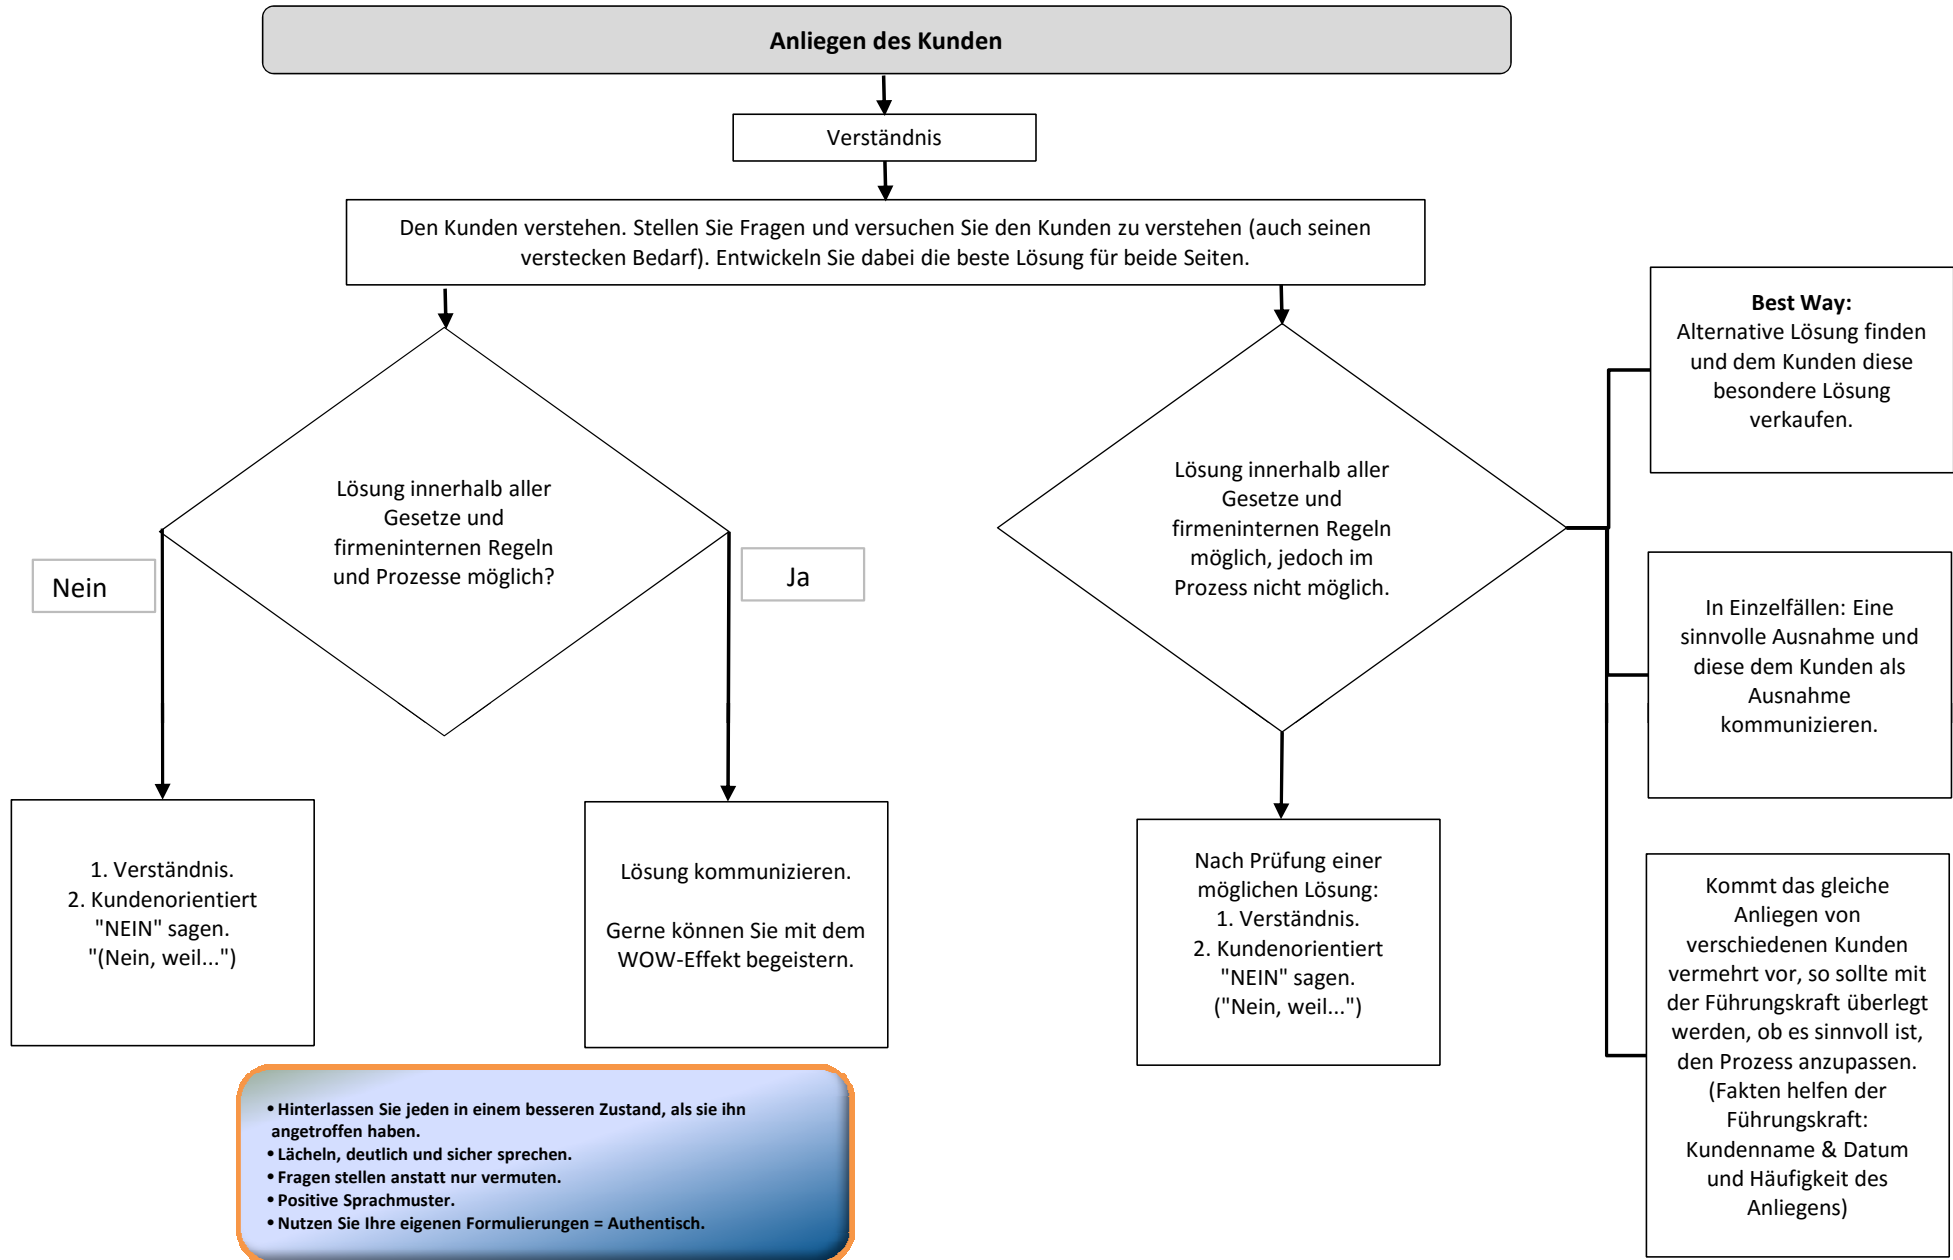 Anliegen des Kunden
Verständnis
Den Kunden verstehen. Stellen Sie Fragen und versuchen Sie den Kunden zu verstehen (auch seinen
verstecken Bedarf). Entwickeln Sie dabei die beste Lösung für beide Seiten.
Lösung innerhalb aller
Gesetze und
firmeninternen Regeln
und Prozesse möglich?
Nein
Ja
Lösung innerhalb aller
Gesetze und
firmeninternen Regeln
möglich, jedoch im
Prozess nicht möglich.
Best Way:
Alternative Lösung finden
und dem Kunden diese
besondere Lösung
verkaufen.
In Einzelfällen: Eine
sinnvolle Ausnahme und
diese dem Kunden als
Ausnahme
kommunizieren.
1. Verständnis.
2. Kundenorientiert
"NEIN" sagen.
"(Nein, weil...")
Lösung kommunizieren.
Gerne können Sie mit dem
WOW-Effekt begeistern.
Nach Prüfung einer
möglichen Lösung:
1. Verständnis.
2. Kundenorientiert
"NEIN" sagen.
("Nein, weil...")
Kommt das gleiche
Anliegen von
verschiedenen Kunden
vermehrt vor, so sollte mit
der Führungskraft überlegt
werden, ob es sinnvoll ist,
den Prozess anzupassen.
(Fakten helfen der
Führungskraft:
Kundenname & Datum
und Häufigkeit des
Anliegens)
• Hinterlassen Sie jeden in einem besseren Zustand, als sie ihn
angetroffen haben.
• Lächeln, deutlich und sicher sprechen.
• Fragen stellen anstatt nur vermuten.
• Positive Sprachmuster.
• Nutzen Sie Ihre eigenen Formulierungen = Authentisch.